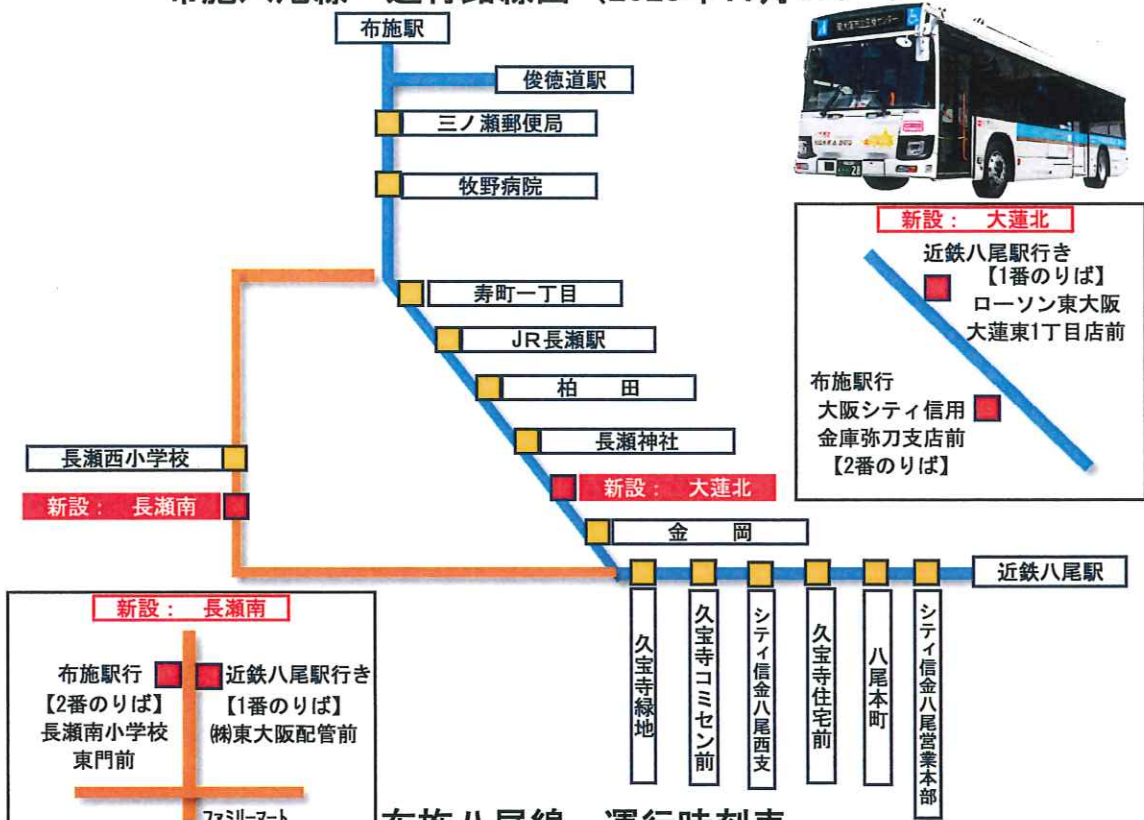 布施駅
俊徳道駅
三ノ瀬郵便局
牧野病院
寿町一丁目
JR長瀬駅
柏　田
長瀬神社
新設：　大蓮北
金　岡
長瀬西小学校
新設：　長瀬南
近鉄八尾駅
久宝寺緑地
久宝寺コミセン前
シティ信金八尾西支
久宝寺住宅前
八尾本町
シティ信金八尾営業本部
新設：　大蓮北
近鉄八尾駅行き
【1番のりば】
ローソン東大阪
大蓮東1丁目店前
布施駅行
大阪シティ信用
金庫弥刀支店前
【2番のりば】
新設：　長瀬南
布施駅行
【2番のりば】
長瀬南小学校
東門前
近鉄八尾駅行き
【1番のりば】
㈱東大阪配管前
ファミリーマート
布施八尾線　運行時刻表